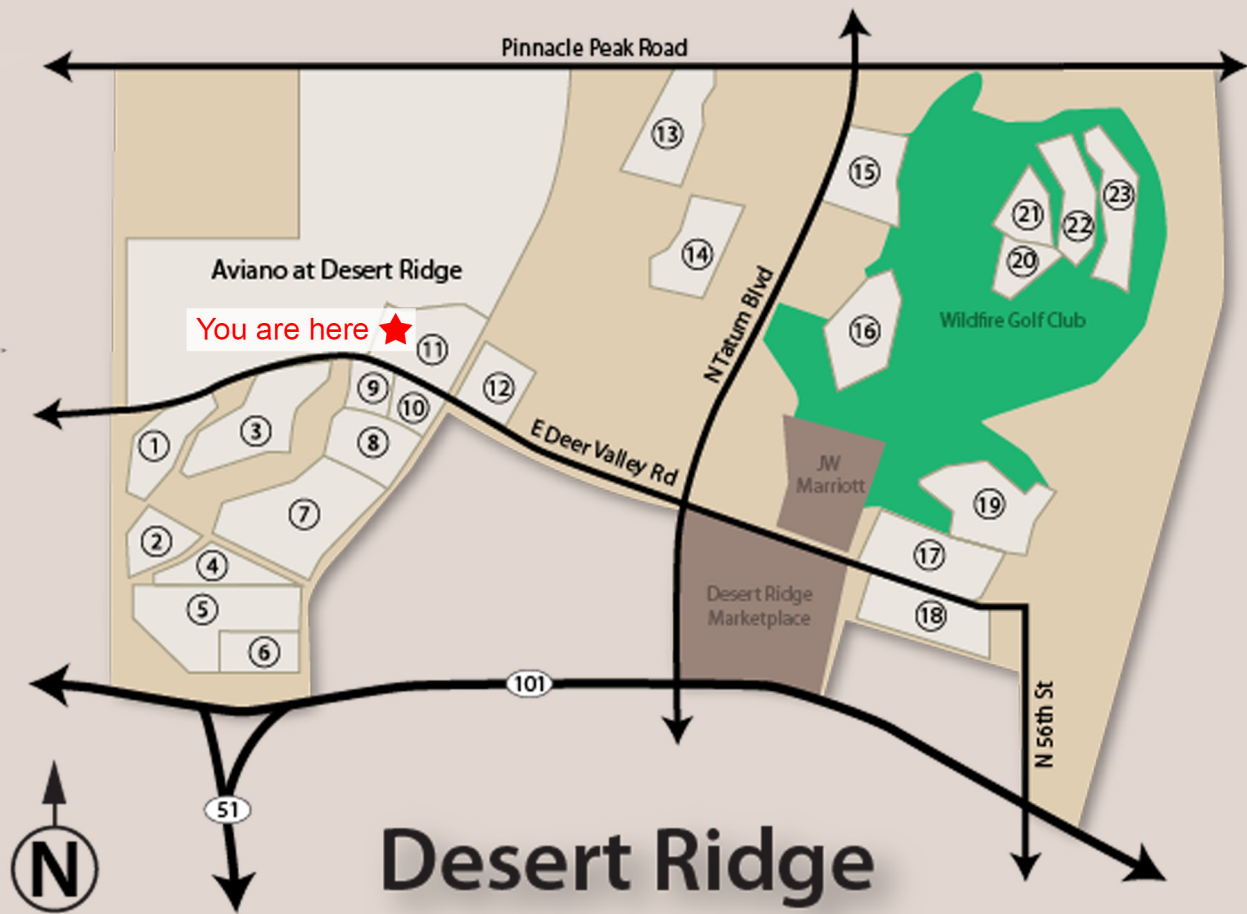 Pinnacle Peak Road
13
15
23
21
22
14
20
Aviano at Desert Ridge
You are here
11
16
Wildfire Golf Club
N Tatum Blvd
9
12
10
1
3
8
E Deer Valley Rd
JW
Marriott
7
19
2
17
4
5
Desert Ridge
Marketplace
18
6
101
N 56th St
51
N
Desert Ridge